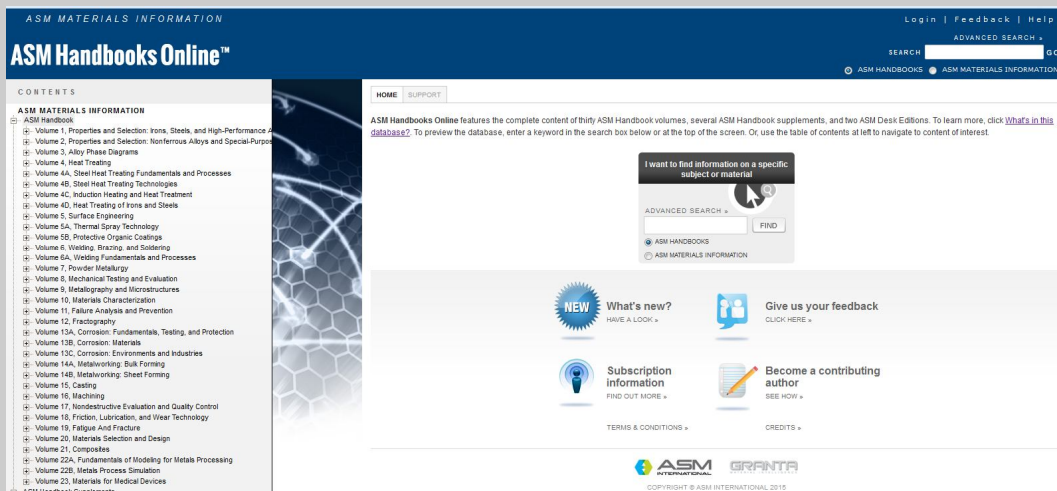 ASM MATERIALS INFORMATION
Login | Feedback | Help
ASM Handbooks Online™
ADVANCED SEARCH »
SEARCH
GO
ASM HANDBOOKS
ASM MATERIALS INFORMATION
CONTENTS
ASM MATERIALS INFORMATION
ASM Handbook
Volume 1, Properties and Selection: Irons, Steels, and High-Performance A
Volume 2, Properties and Selection: Nonferrous Alloys and Special-Purpos
Volume 3, Alloy Phase Diagrams
Volume 4, Heat Treating
Volume 4A, Steel Heat Treating Fundamentals and Processes
Volume 4B, Steel Heat Treating Technologies
Volume 4C, Induction Heating and Heat Treatment
Volume 4D, Heat Treating of Irons and Steels
Volume 5, Surface Engineering
Volume 5A, Thermal Spray Technology
Volume 5B, Protective Organic Coatings
Volume 6, Welding, Brazing, and Soldering
Volume 6A, Welding Fundamentals and Processes
Volume 7, Powder Metallurgy
Volume 8, Mechanical Testing and Evaluation
Volume 9, Metallography and Microstructures
Volume 10, Materials Characterization
Volume 11, Failure Analysis and Prevention
Volume 12, Fractography
Volume 13A, Corrosion: Fundamentals, Testing, and Protection
Volume 13B, Corrosion: Materials
Volume 13C, Corrosion: Environments and Industries
Volume 14A, Metalworking: Bulk Forming
Volume 14B, Metalworking: Sheet Forming
Volume 15, Casting
Volume 16, Machining
Volume 17, Nondestructive Evaluation and Quality Control
Volume 18, Friction, Lubrication, and Wear Technology
Volume 19, Fatigue And Fracture
Volume 20, Materials Selection and Design
Volume 21, Composites
Volume 22A, Fundamentals of Modeling for Metals Processing
Volume 22B, Metals Process Simulation
Volume 23, Materials for Medical Devices
ASM Handbook Supplements
HOME
SUPPORT
ASM Handbooks Online features the complete content of thirty ASM Handbook volumes, several ASM Handbook supplements, and two ASM Desk Editions. To learn more, click What's in this
database?. To preview the database, enter a keyword in the search box below or at the top of the screen. Or, use the table of contents at left to navigate to content of interest.
I want to find information on a specific
subject or material
ADVANCED SEARCH »
FIND
ASM HANDBOOKS
ASM MATERIALS INFORMATION
NEW
What's new?
HAVE A LOOK »
Give us your feedback
CLICK HERE »
Subscription
information
FIND OUT MORE »
Become a contributing
author
SEE HOW »
TERMS & CONDITIONS »
CREDITS »
ASM
INTERNATIONAL
GRANTA
COPYRIGHT © ASM INTERNATIONAL 2015